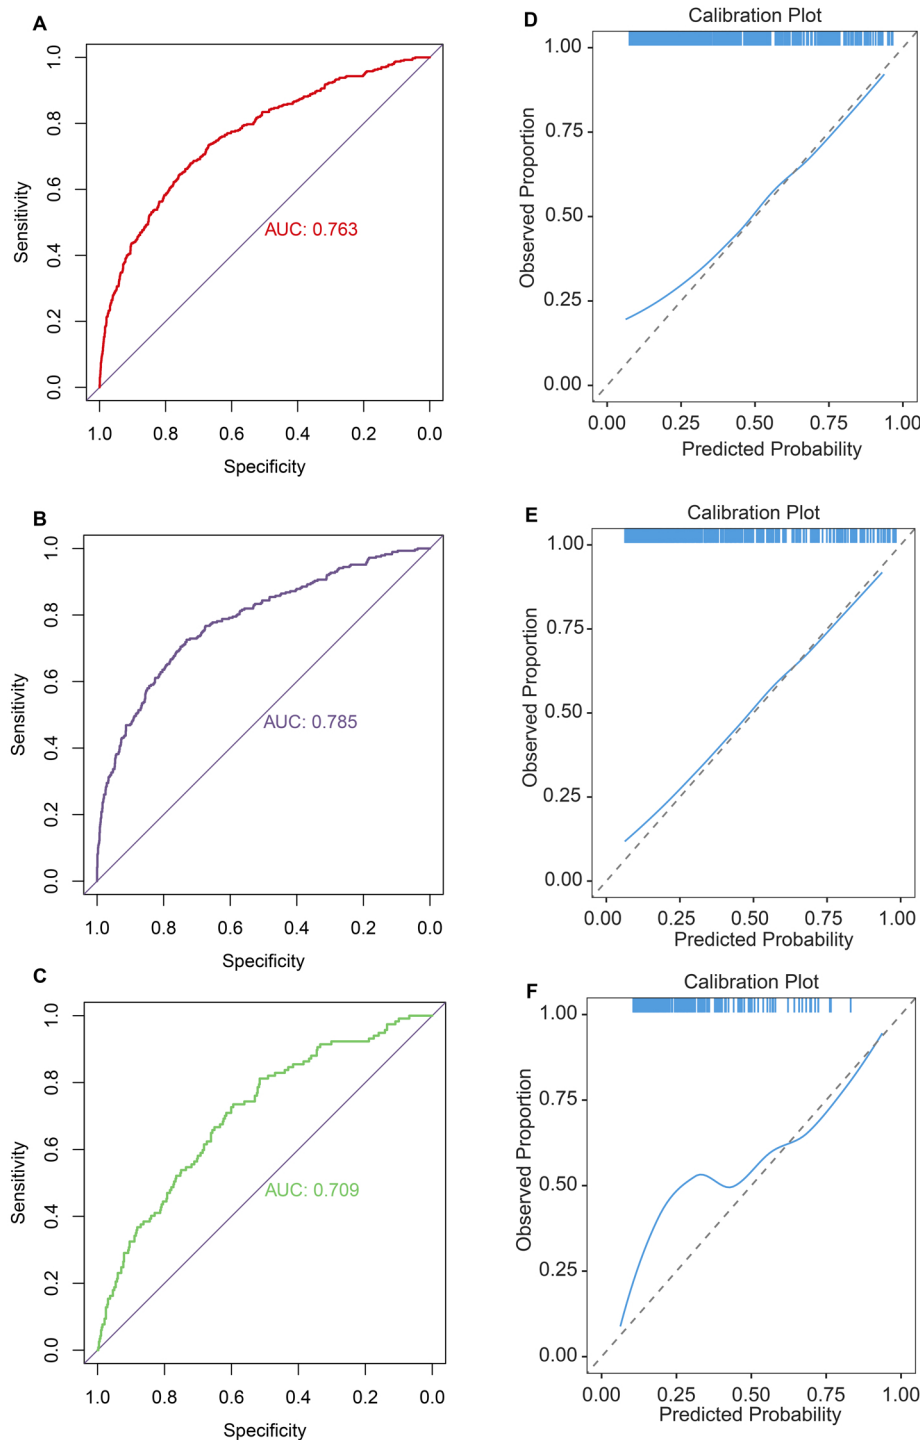 A
1.0
0.8
0.6
0.4
0.2
0.0
Sensitivity
AUC: 0.763
1.0 0.8 0.6 0.4 0.2 0.0
Specificity
D
Calibration Plot
1.00
0.75
0.50
0.25
0.00
Observed Proportion
0.00 0.25 0.50 0.75 1.00
Predicted Probability
B
1.0
0.8
0.6
0.4
0.2
0.0
Sensitivity
AUC: 0.785
1.0 0.8 0.6 0.4 0.2 0.0
Specificity
E
Calibration Plot
1.00
0.75
0.50
0.25
0.00
Observed Proportion
0.00 0.25 0.50 0.75 1.00
Predicted Probability
C
1.0
0.8
0.6
0.4
0.2
0.0
Sensitivity
AUC: 0.709
1.0 0.8 0.6 0.4 0.2 0.0
Specificity
F
Calibration Plot
1.00
0.75
0.50
0.25
0.00
Observed Proportion
0.00 0.25 0.50 0.75 1.00
Predicted Probability